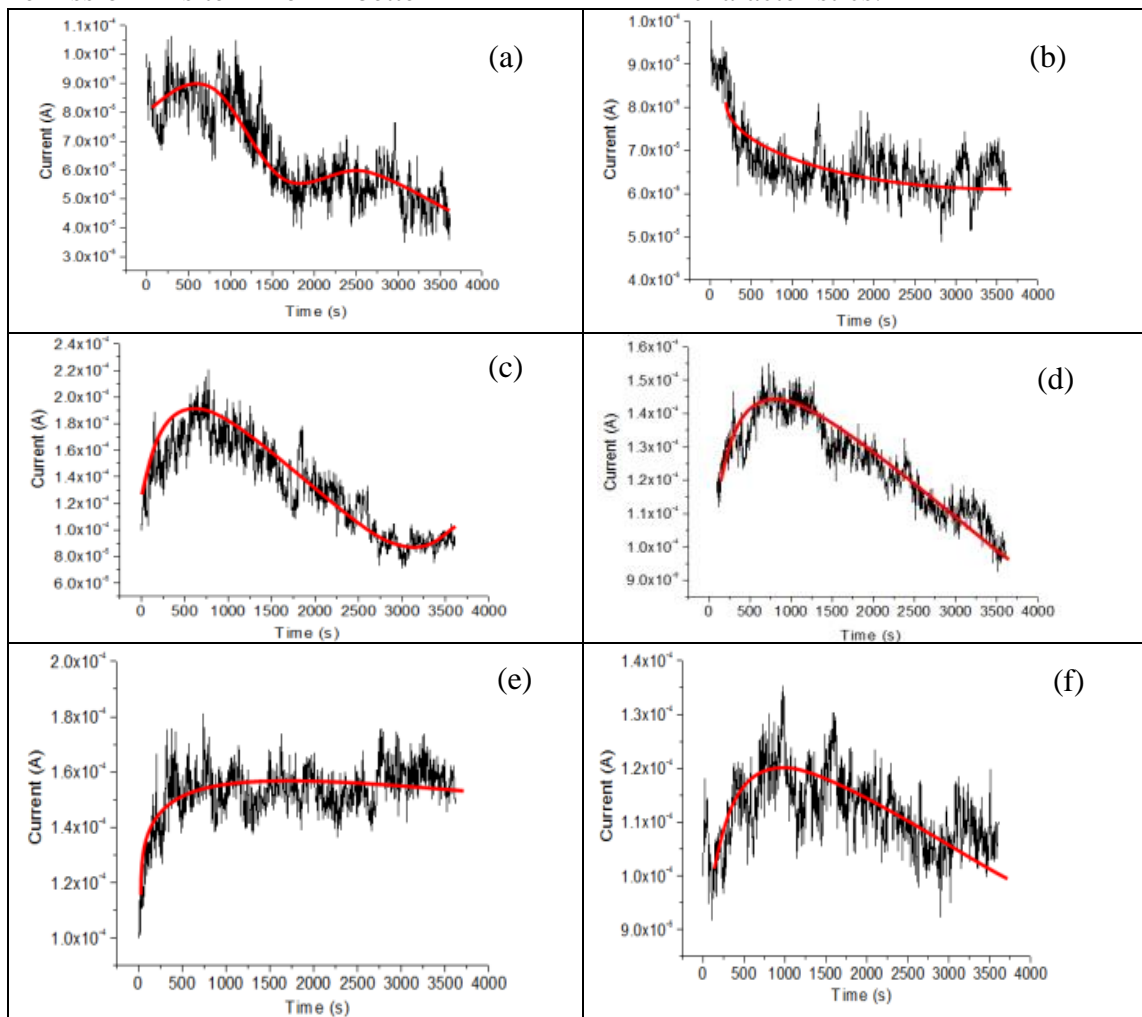 (a)
Current (A)
1.1x10⁻⁴
1.0x10⁻⁴
9.0x10⁻⁵
8.0x10⁻⁵
7.0x10⁻⁵
6.0x10⁻⁵
5.0x10⁻⁵
4.0x10⁻⁵
3.0x10⁻⁵
0 500 1000 1500 2000 2500 3000 3500 4000
Time (s)
(b)
Current (A)
1.0x10⁻⁴
9.0x10⁻⁵
8.0x10⁻⁵
7.0x10⁻⁵
6.0x10⁻⁵
5.0x10⁻⁵
4.0x10⁻⁵
0 500 1000 1500 2000 2500 3000 3500 4000
Time (s)
(c)
Current (A)
2.4x10⁻⁴
2.2x10⁻⁴
2.0x10⁻⁴
1.8x10⁻⁴
1.6x10⁻⁴
1.4x10⁻⁴
1.2x10⁻⁴
1.0x10⁻⁴
8.0x10⁻⁵
6.0x10⁻⁵
0 500 1000 1500 2000 2500 3000 3500 4000
Time (s)
(d)
Current (A)
1.6x10⁻⁴
1.5x10⁻⁴
1.4x10⁻⁴
1.3x10⁻⁴
1.2x10⁻⁴
1.1x10⁻⁴
1.0x10⁻⁴
9.0x10⁻⁵
0 500 1000 1500 2000 2500 3000 3500 4000
Time (s)
(e)
Current (A)
2.0x10⁻⁴
1.8x10⁻⁴
1.6x10⁻⁴
1.4x10⁻⁴
1.2x10⁻⁴
1.0x10⁻⁴
0 500 1000 1500 2000 2500 3000 3500 4000
Time (s)
(f)
Current (A)
1.4x10⁻⁴
1.3x10⁻⁴
1.2x10⁻⁴
1.1x10⁻⁴
1.0x10⁻⁴
9.0x10⁻⁵
0 500 1000 1500 2000 2500 3000 3500 4000
Time (s)